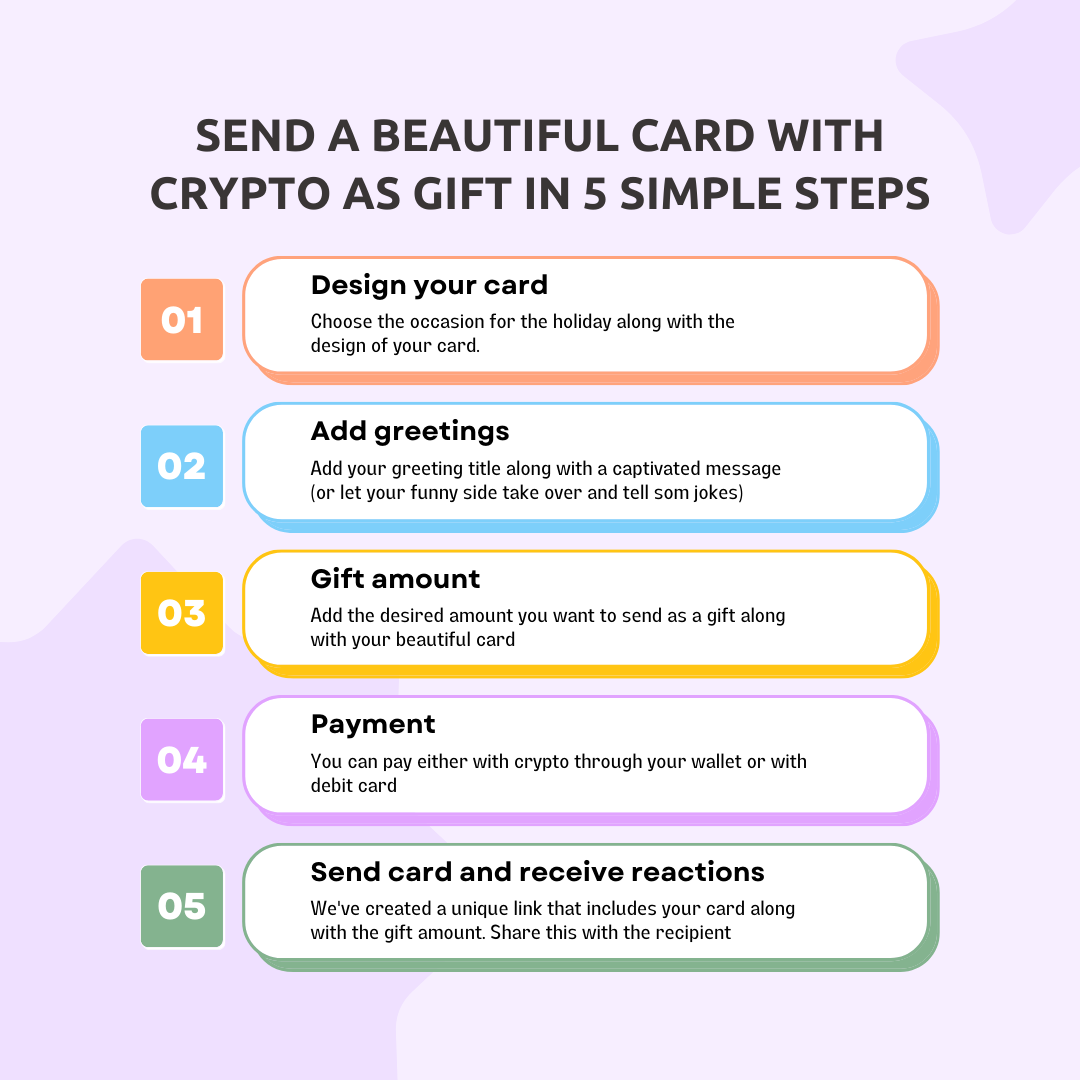 SEND A BEAUTIFUL CARD WITH
CRYPTO AS GIFT IN 5 SIMPLE STEPS
01
Design your card
Choose the occasion for the holiday along with the
design of your card.
02
Add greetings
Add your greeting title along with a captivated message
(or let your funny side take over and tell som jokes)
03
Gift amount
Add the desired amount you want to send as a gift along
with your beautiful card
04
Payment
You can pay either with crypto through your wallet or with
debit card
05
Send card and receive reactions
We've created a unique link that includes your card along
with the gift amount. Share this with the recipient